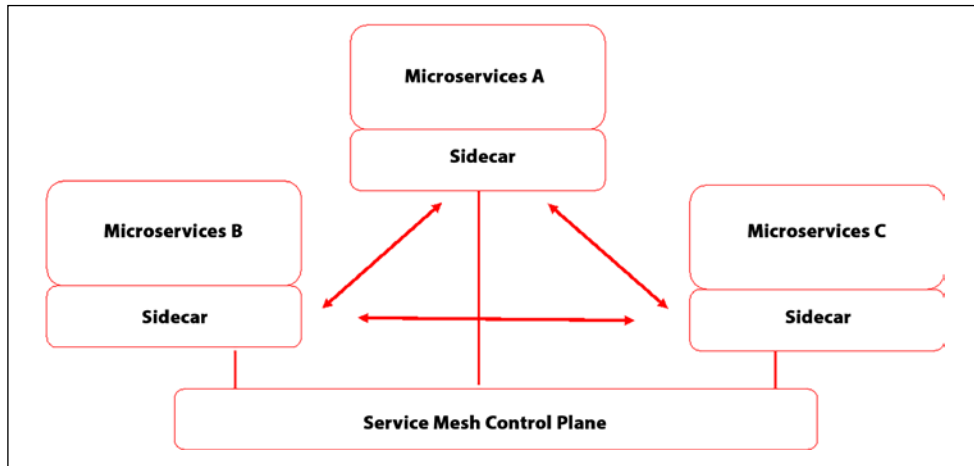 Microservices A
Sidecar
Microservices B
Sidecar
Microservices C
Sidecar
Service Mesh Control Plane